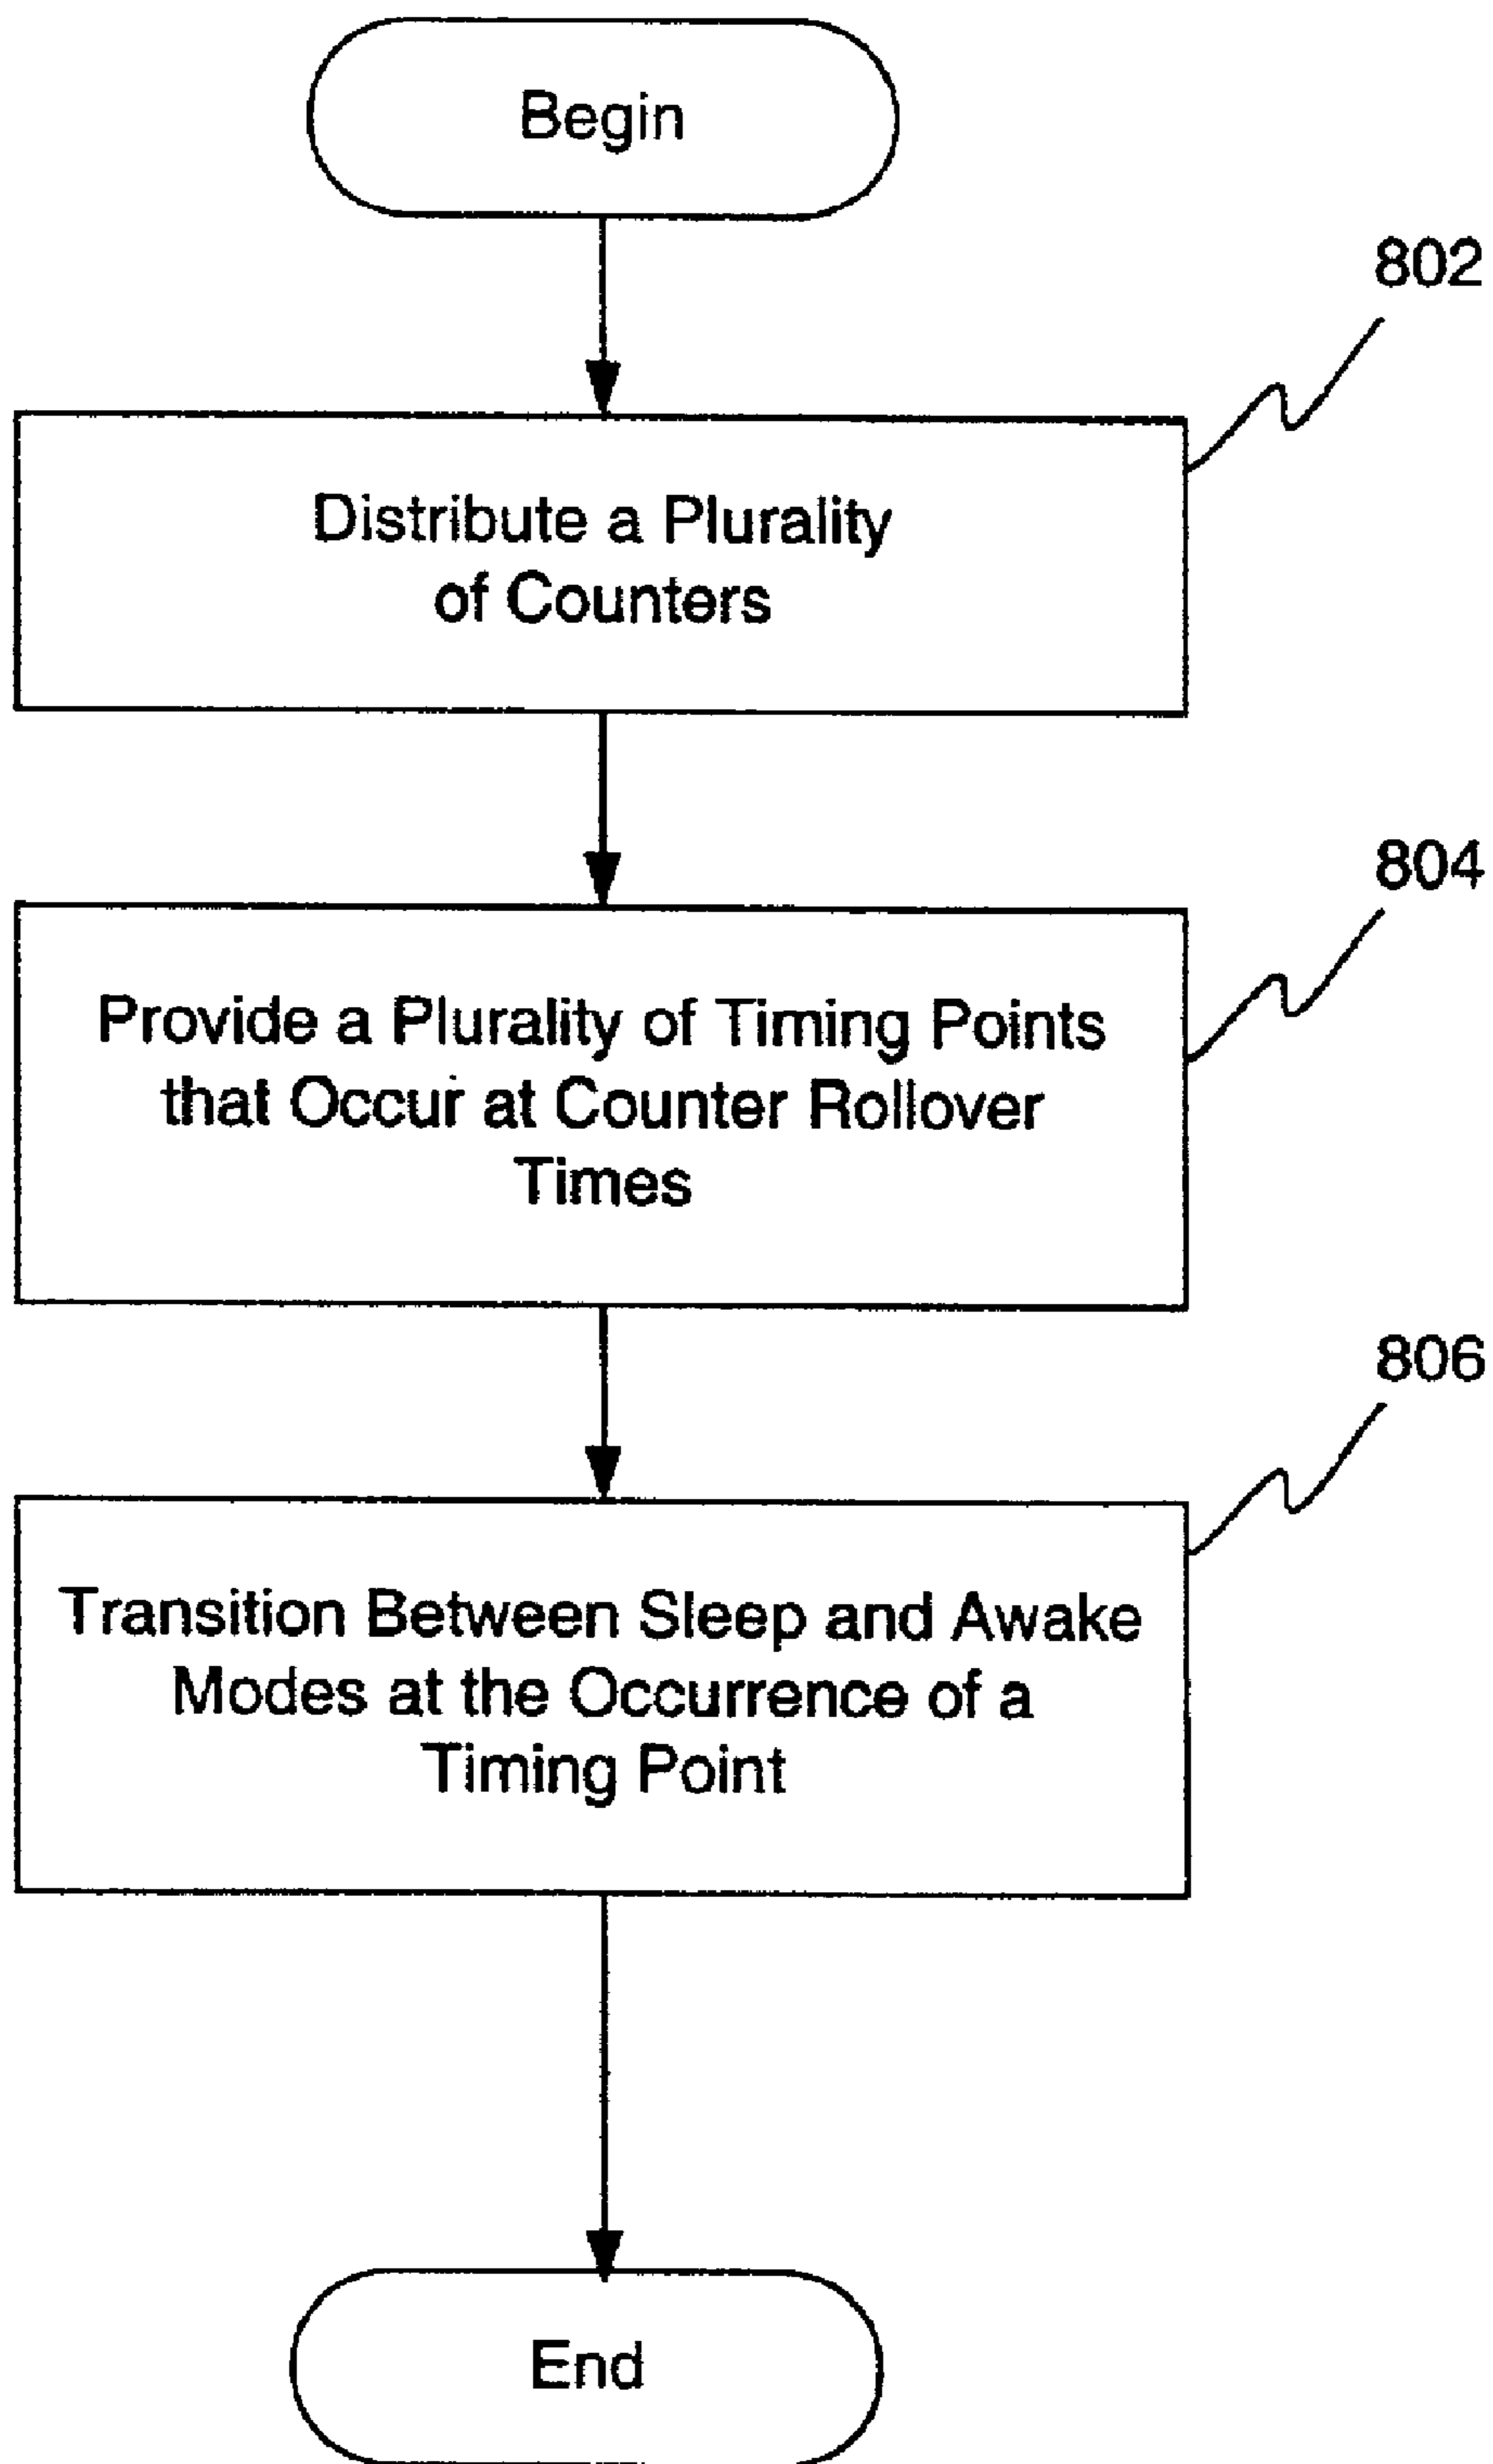 Begin
802
Distribute a Plurality
of Counters
804
Provide a Plurality of Timing Points
that Occur at Counter Rollover
Times
806
Transition Between Sleep and Awake
Modes at the Occurrence of a
Timing Point
End